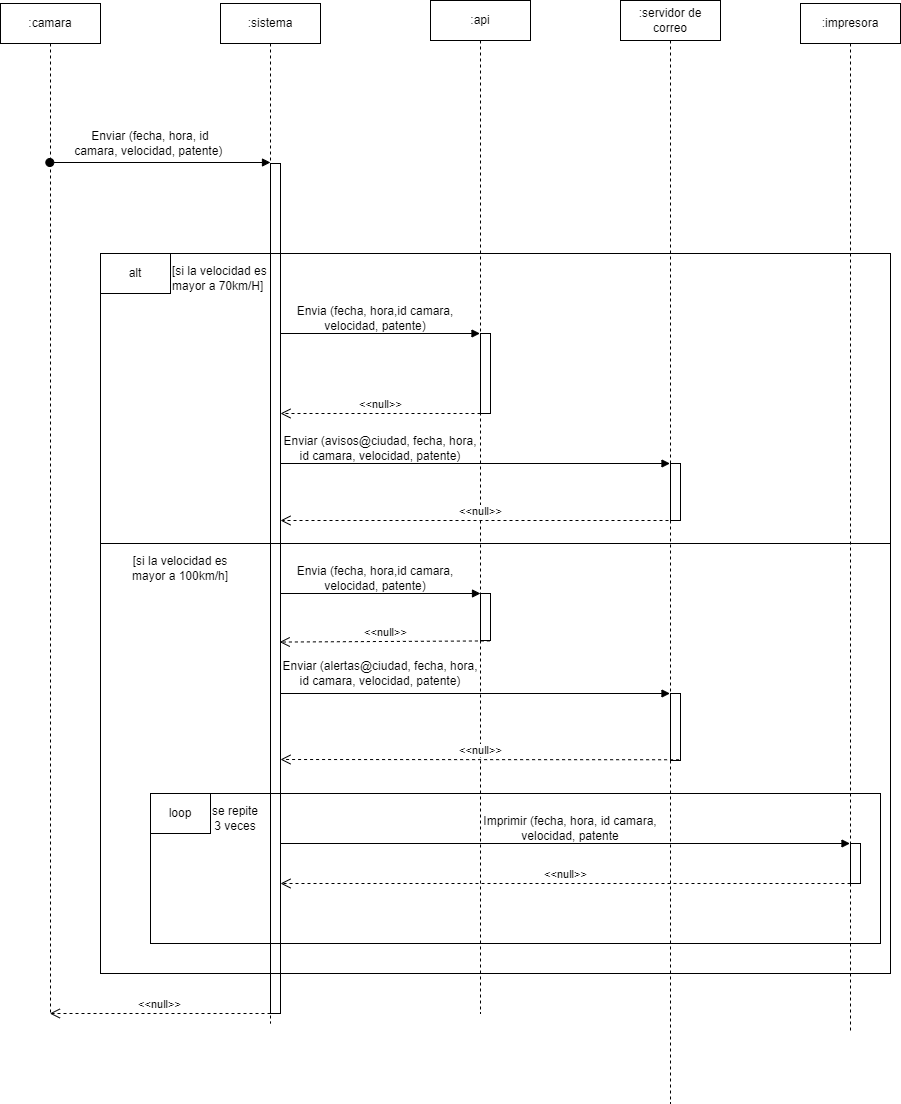 :camara
:sistema
:api
:servidor de
correo
:impresora
Enviar (fecha, hora, id
camara, velocidad, patente)
alt
[si la velocidad es
mayor a 70km/H]
Envia (fecha, hora,id camara,
velocidad, patente)
<<null>>
Enviar (avisos@ciudad, fecha, hora,
id camara, velocidad, patente)
<<null>>
[si la velocidad es
mayor a 100km/h]
Envia (fecha, hora,id camara,
velocidad, patente)
<<null>>
Enviar (alertas@ciudad, fecha, hora,
id camara, velocidad, patente)
<<null>>
loop
se repite
3 veces
Imprimir (fecha, hora, id camara,
velocidad, patente
<<null>>
<<null>>